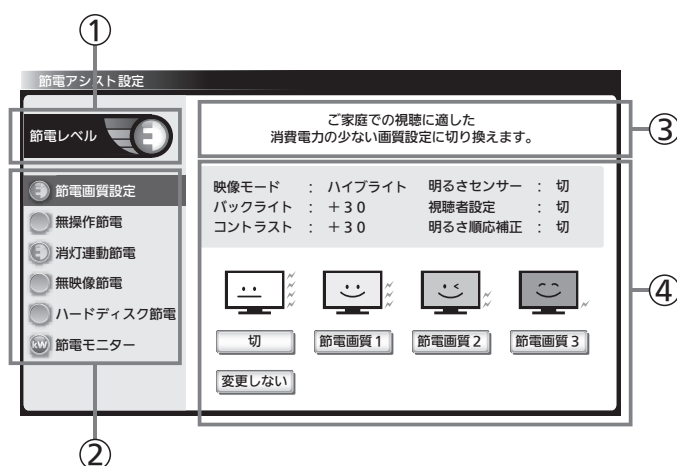 ①
節電アシスト設定
節電レベル
ご家庭での視聴に適した
消費電力の少ない画質設定に切り換えます。
③
節電画質設定
無操作節電
消灯連動節電
無映像節電
ハードディスク節電
kW 節電モニター
映像モード : ハイブライト 明るさセンサー : 切
バックライト : +30 視聴者設定 : 切
コントラスト : +30 明るさ順応補正 : 切
④
切 節電画質1 節電画質2 節電画質3
変更しない
②